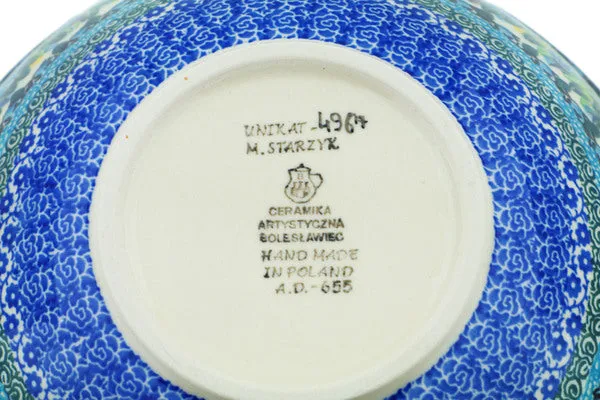 UNIKAT-4964
M. STARZYK
CERAMIKA
ARTYSTYCZNA
BOLESŁAWIEC
HAND MADE
IN POLAND
A.D.-655